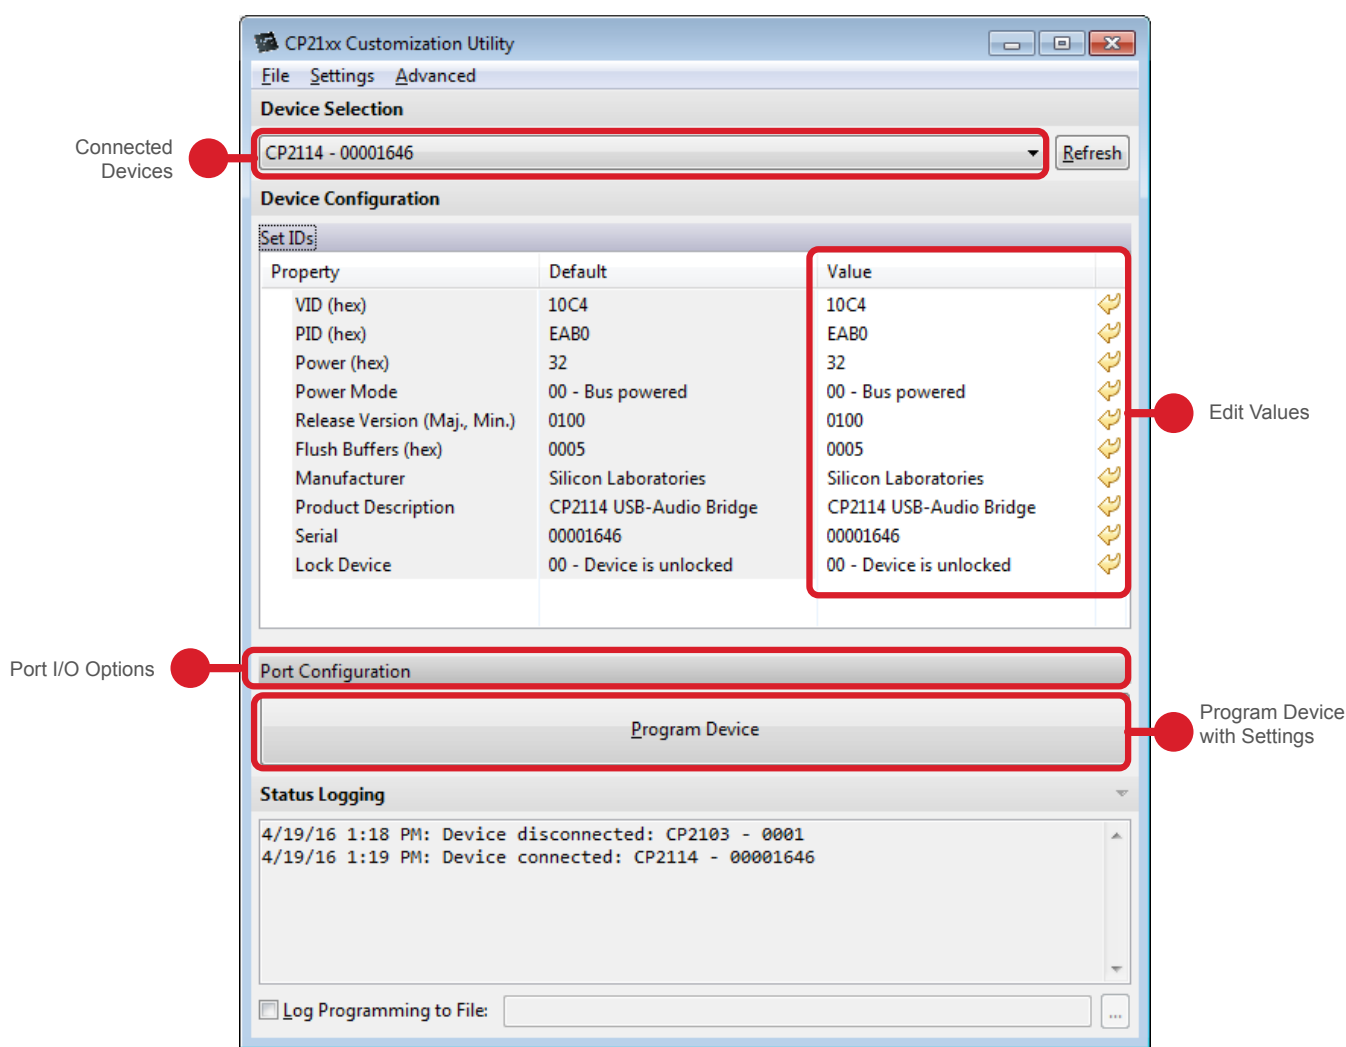 CP21xx Customization Utility
File Settings Advanced
Device Selection
Connected
Devices
CP2114 - 00001646
Refresh
Device Configuration
Set IDs
Property Default Value
VID (hex) 10C4 10C4
PID (hex) EAB0 EAB0
Power (hex) 32 32
Power Mode 00 - Bus powered 00 - Bus powered
Release Version (Maj., Min.) 0100 0100
Edit Values
Flush Buffers (hex) 0005 0005
Manufacturer Silicon Laboratories Silicon Laboratories
Product Description CP2114 USB-Audio Bridge CP2114 USB-Audio Bridge
Serial 00001646 00001646
Lock Device 00 - Device is unlocked 00 - Device is unlocked
Port I/O Options
Port Configuration
Program Device
Program Device
with Settings
Status Logging
4/19/16 1:18 PM: Device disconnected: CP2103 - 0001
4/19/16 1:19 PM: Device connected: CP2114 - 00001646
Log Programming to File:
...